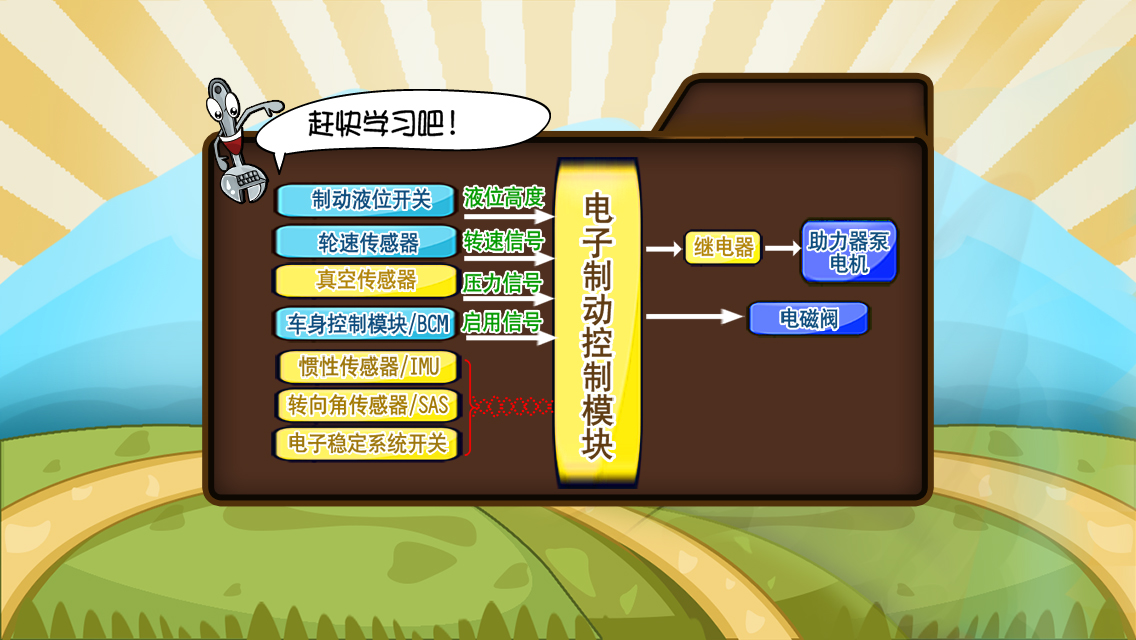 赶快学习吧!
制动液位开关
液位高度
轮速传感器
转速信号
真空传感器
压力信号
车身控制模块/BCM
启用信号
惯性传感器/IMU
转向角传感器/SAS
电子稳定系统开关
电子制动控制模块
继电器
助力器泵
电机
电磁阀